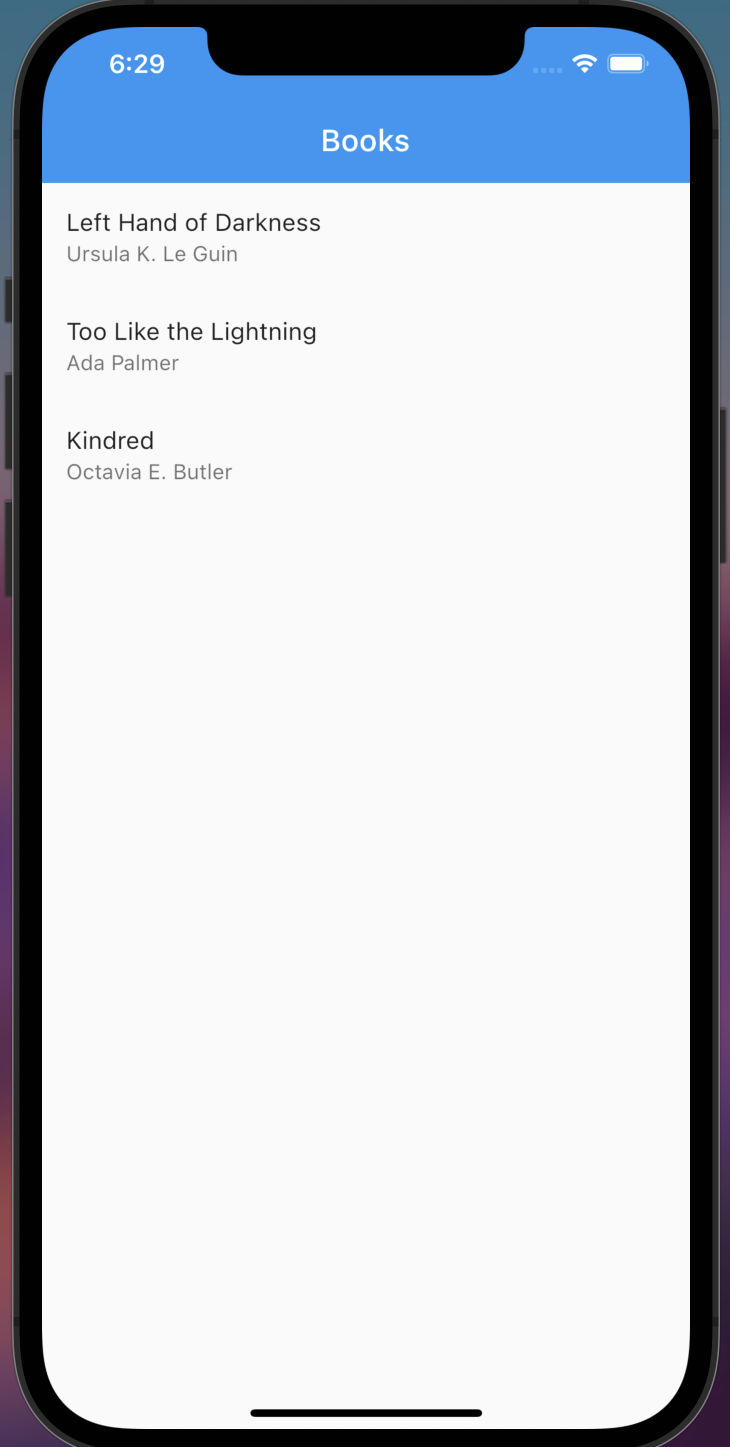 6:29
Books
Left Hand of Darkness
Ursula K. Le Guin
Too Like the Lightning
Ada Palmer
Kindred
Octavia E. Butler